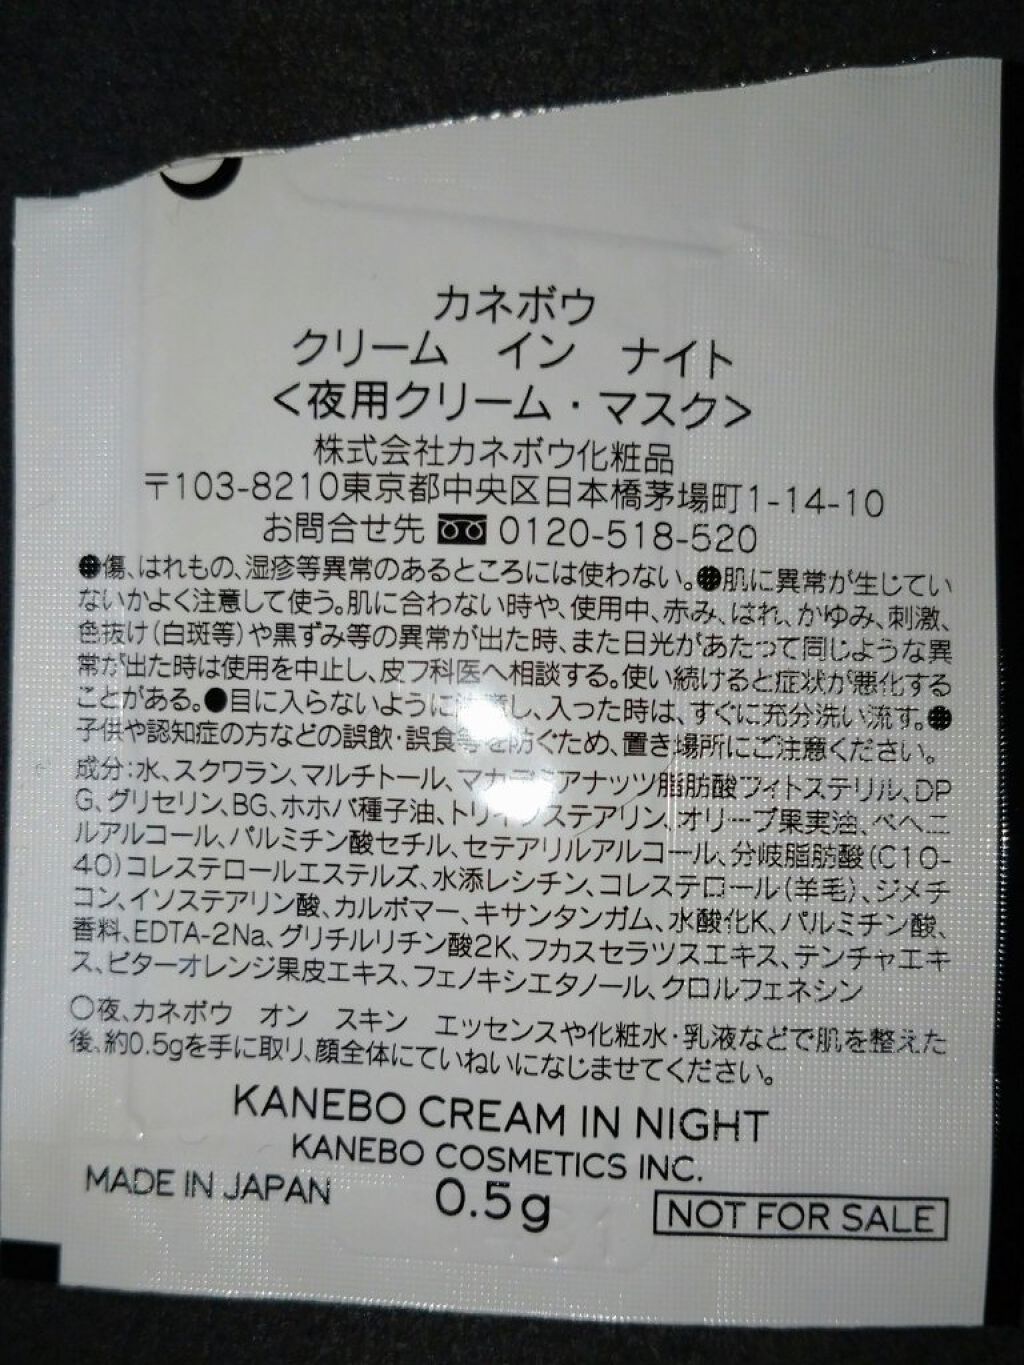 カネボウ
クリーム イン ナイト
<夜用クリーム・マスク>
株式会社カネボウ化粧品
〒103-8210東京都中央区日本橋茅場町1-14-10
お問合せ先 0120-518-520
●傷、はれもの、湿疹等異常のあるところには使わない。●肌に異常が生じてい
ないかよく注意して使う。肌に合わない時や、使用中、赤み、はれ、かゆみ、刺激、
色抜け(白斑等)や黒ずみ等の異常が出た時、また日光があたって同じような異
常が出た時は使用を中止し、皮フ科医へ相談する。使い続けると症状が悪化する
ことがある。●目に入らないように注意し、入った時は、すぐに充分洗い流す。●
子供や認知症の方などの誤飲・誤食等を防ぐため、置き場所にご注意ください。
成分:水、スクワラン、マルチトール、マカデミアナッツ脂肪酸フィトステリル、DP
G、グリセリン、BG、ホホバ種子油、トリイソステアリン、オリーブ果実油、ベヘニ
ルアルコール、パルミチン酸セチル、セテアリルアルコール、分岐脂肪酸(C10-
40)コレステロールエステルズ、水添レシチン、コレステロール(羊毛)、ジメチ
コン、イソステアリン酸、カルボマー、キサンタンガム、水酸化K、パルミチン酸、
香料、EDTA-2Na、グリチルリチン酸2K、フカスセラツスエキス、テンチャエキ
ス、ビターオレンジ果皮エキス、フェノキシエタノール、クロルフェネシン
○夜、カネボウ オン スキン エッセンスや化粧水・乳液などで肌を整えた
後、約0.5gを手に取り、顔全体にていねいになじませてください。
KANEBO CREAM IN NIGHT
KANEBO COSMETICS INC.
MADE IN JAPAN 0.5g NOT FOR SALE